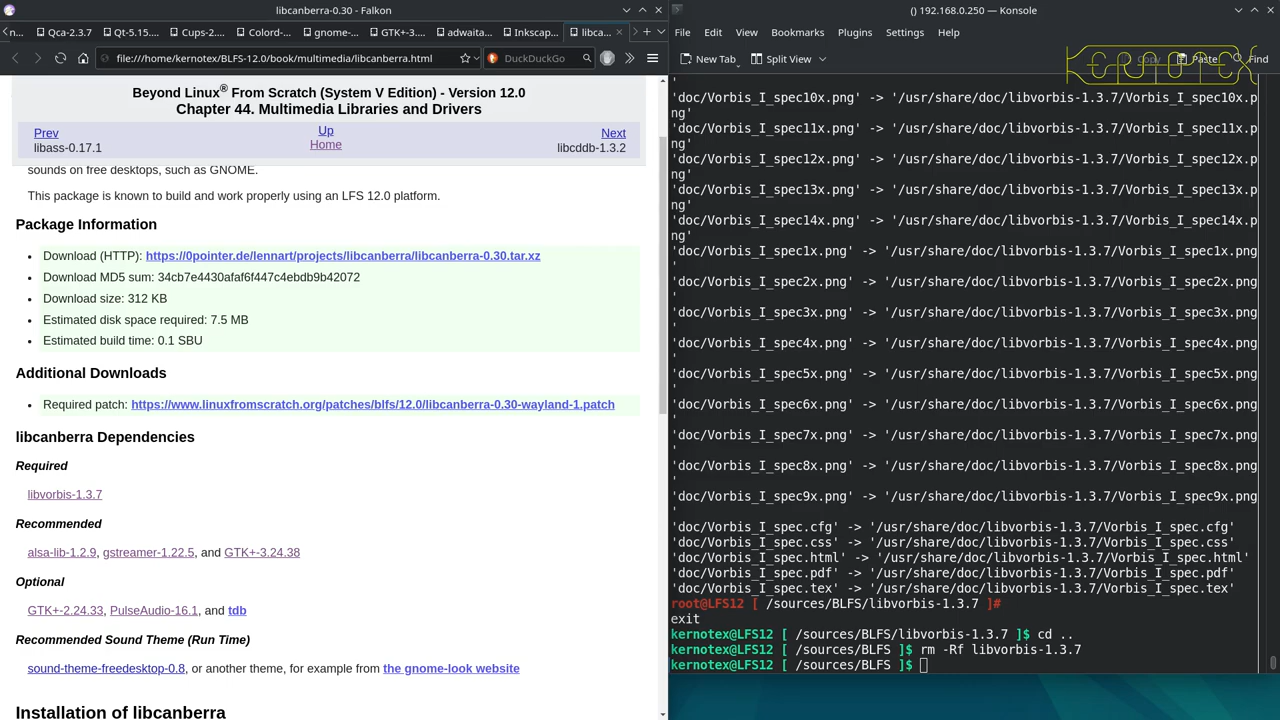 libcanberra-0.30 - Falkon
n...
Qca-2.3.7
Qt-5.15....
Cups-2....
Colord-...
gnome-...
GTK+-3....
adwaita...
Inkscap...
libca...
file:///home/kernotex/BLFS-12.0/book/multimedia/libcanberra.html
DuckDuckGo
Beyond Linux® From Scratch (System V Edition) - Version 12.0
Chapter 44. Multimedia Libraries and Drivers
Prev
Up
Next
libass-0.17.1
Home
libcddb-1.3.2
sounds on free desktops, such as GNOME.
This package is known to build and work properly using an LFS 12.0 platform.
Package Information
• Download (HTTP): https://0pointer.de/lennart/projects/libcanberra/libcanberra-0.30.tar.xz
• Download MD5 sum: 34cb7e4430afaf6f447c4ebdb9b42072
• Download size: 312 KB
• Estimated disk space required: 7.5 MB
• Estimated build time: 0.1 SBU
Additional Downloads
• Required patch: https://www.linuxfromscratch.org/patches/blfs/12.0/libcanberra-0.30-wayland-1.patch
libcanberra Dependencies
Required
libvorbis-1.3.7
Recommended
alsa-lib-1.2.9, gstreamer-1.22.5, and GTK+-3.24.38
Optional
GTK+-2.24.33, PulseAudio-16.1, and tdb
Recommended Sound Theme (Run Time)
sound-theme-freedesktop-0.8, or another theme, for example from the gnome-look website
Installation of libcanberra
() 192.168.0.250 — Konsole
File Edit View Bookmarks Plugins Settings Help
New Tab
Split View
Copy
Paste
Find
KERNOTEX
'
'doc/Vorbis_I_spec10x.png' -> '/usr/share/doc/libvorbis-1.3.7/Vorbis_I_spec10x.p
ng'
'doc/Vorbis_I_spec11x.png' -> '/usr/share/doc/libvorbis-1.3.7/Vorbis_I_spec11x.p
ng'
'doc/Vorbis_I_spec12x.png' -> '/usr/share/doc/libvorbis-1.3.7/Vorbis_I_spec12x.p
ng'
'doc/Vorbis_I_spec13x.png' -> '/usr/share/doc/libvorbis-1.3.7/Vorbis_I_spec13x.p
ng'
'doc/Vorbis_I_spec14x.png' -> '/usr/share/doc/libvorbis-1.3.7/Vorbis_I_spec14x.p
ng'
'doc/Vorbis_I_spec1x.png' -> '/usr/share/doc/libvorbis-1.3.7/Vorbis_I_spec1x.png
'
'doc/Vorbis_I_spec2x.png' -> '/usr/share/doc/libvorbis-1.3.7/Vorbis_I_spec2x.png
'
'doc/Vorbis_I_spec3x.png' -> '/usr/share/doc/libvorbis-1.3.7/Vorbis_I_spec3x.png
'
'doc/Vorbis_I_spec4x.png' -> '/usr/share/doc/libvorbis-1.3.7/Vorbis_I_spec4x.png
'
'doc/Vorbis_I_spec5x.png' -> '/usr/share/doc/libvorbis-1.3.7/Vorbis_I_spec5x.png
'
'doc/Vorbis_I_spec6x.png' -> '/usr/share/doc/libvorbis-1.3.7/Vorbis_I_spec6x.png
'
'doc/Vorbis_I_spec7x.png' -> '/usr/share/doc/libvorbis-1.3.7/Vorbis_I_spec7x.png
'
'doc/Vorbis_I_spec8x.png' -> '/usr/share/doc/libvorbis-1.3.7/Vorbis_I_spec8x.png
'
'doc/Vorbis_I_spec9x.png' -> '/usr/share/doc/libvorbis-1.3.7/Vorbis_I_spec9x.png
'
'doc/Vorbis_I_spec.cfg' -> '/usr/share/doc/libvorbis-1.3.7/Vorbis_I_spec.cfg'
'doc/Vorbis_I_spec.css' -> '/usr/share/doc/libvorbis-1.3.7/Vorbis_I_spec.css'
'doc/Vorbis_I_spec.html' -> '/usr/share/doc/libvorbis-1.3.7/Vorbis_I_spec.html'
'doc/Vorbis_I_spec.pdf' -> '/usr/share/doc/libvorbis-1.3.7/Vorbis_I_spec.pdf'
'doc/Vorbis_I_spec.tex' -> '/usr/share/doc/libvorbis-1.3.7/Vorbis_I_spec.tex'
root@LFS12 [ /sources/BLFS/libvorbis-1.3.7 ]#
exit
kernotex@LFS12 [ /sources/BLFS/libvorbis-1.3.7 ]$ cd ..
kernotex@LFS12 [ /sources/BLFS ]$ rm -Rf libvorbis-1.3.7
kernotex@LFS12 [ /sources/BLFS ]$